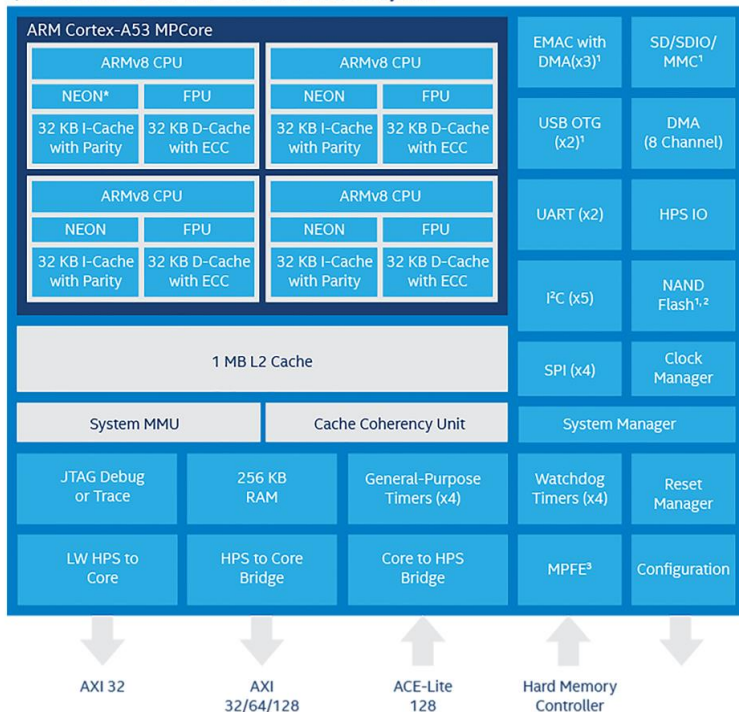 ARM Cortex-A53 MPCore
ARMv8 CPU
NEON*
FPU
32 KB I-Cache
with Parity
32 KB D-Cache
with ECC
ARMv8 CPU
NEON
FPU
32 KB I-Cache
with Parity
32 KB D-Cache
with ECC
ARMv8 CPU
NEON
FPU
32 KB I-Cache
with Parity
32 KB D-Cache
with ECC
ARMv8 CPU
NEON
FPU
32 KB I-Cache
with Parity
32 KB D-Cache
with ECC
1 MB L2 Cache
System MMU
Cache Coherency Unit
EMAC with
DMA(x3)¹
SD/SDIO/
MMC¹
USB OTG
(x2)¹
DMA
(8 Channel)
UART (x2)
HPS IO
I²C (x5)
NAND
Flash¹,²
SPI (x4)
Clock
Manager
System Manager
JTAG Debug
or Trace
256 KB
RAM
General-Purpose
Timers (x4)
Watchdog
Timers (x4)
Reset
Manager
LW HPS to
Core
HPS to Core
Bridge
Core to HPS
Bridge
MPFE³
Configuration
AXI 32
AXI
32/64/128
ACE-Lite
128
Hard Memory
Controller